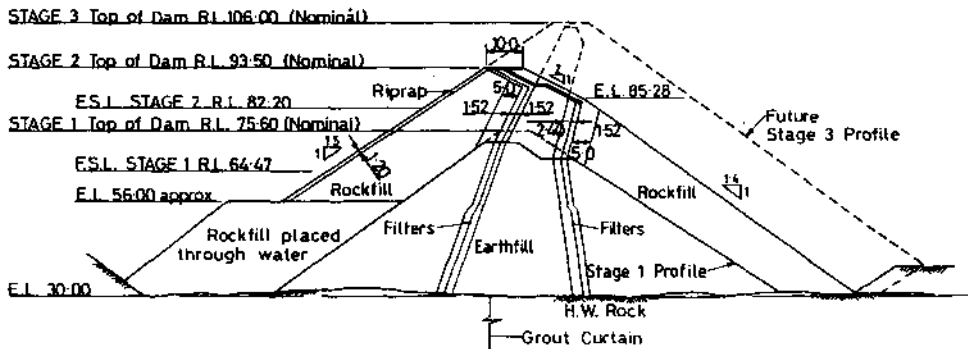 STAGE 3 Top of Dam R.L. 106·00 (Nominal)
10·0
STAGE 2 Top of Dam R.L. 93·50 (Nominal)
Riprap
5·0
E.L. 85·28
F.S.L. STAGE 2 R.L. 82·20
1·52
1·52
Future
Stage 3 Profile
STAGE 1 Top of Dam R.L. 75·60 (Nominal)
1·52
1·5
1
5·0
F.S.L. STAGE 1 R.L. 64·47
1·4
1
Rockfill
Rockfill
E.L. 56·00 approx
Filters
Filters
Rockfill placed
through water
Earthfill
Stage 1 Profile
E.L. 30·00
H.W. Rock
Grout Curtain